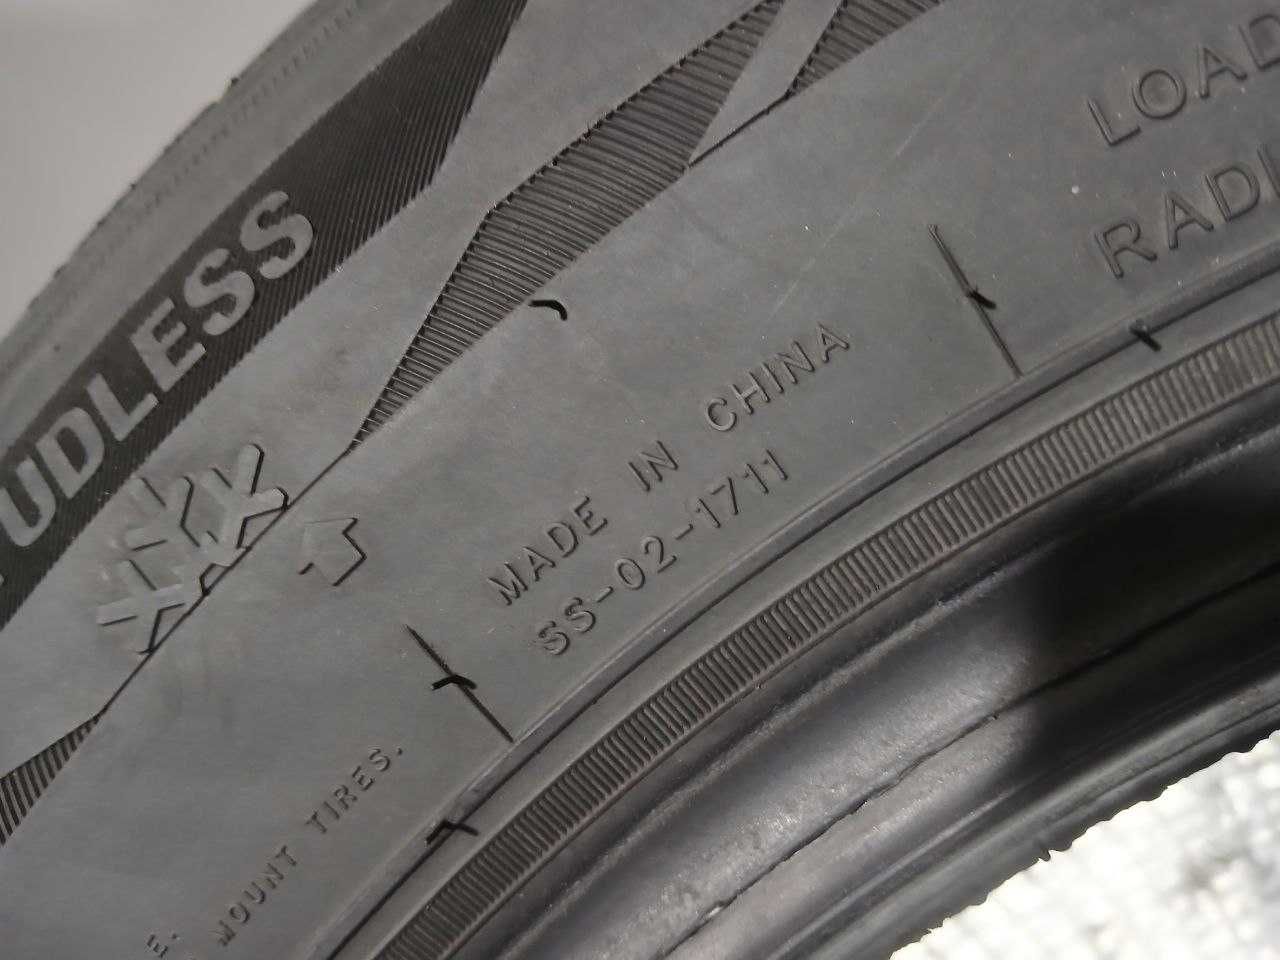 UDLESS
LOAD
RADI
MADE IN CHINA
SS-02-1711
E.
MOUNT TIRES.